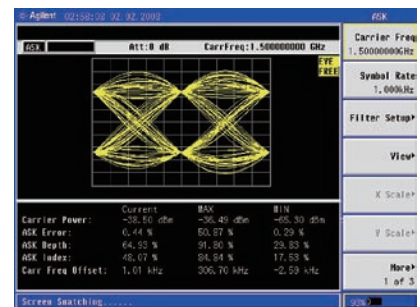 Agilent 02:58:38 02.02.2000
ASK
ASK Att:0 dB CarrFreq:1.500000000 GHz
EYE
FREE
Carrier Freq
1.50000000GHz
Symbol Rate
1.000kHz
Filter Setup
View
X Scale
Y Scale
More
1 of 3
Current MAX MIN
Carrier Power: -38.50 dBm -36.49 dBm -65.30 dBm
ASK Error: 0.44 % 50.87 % 0.29 %
ASK Depth: 64.93 % 91.80 % 29.83 %
ASK Index: 48.07 % 84.84 % 17.53 %
Carr Freq Offset: 1.01 kHz 306.70 kHz -2.59 kHz
Screen Snatching......
93%